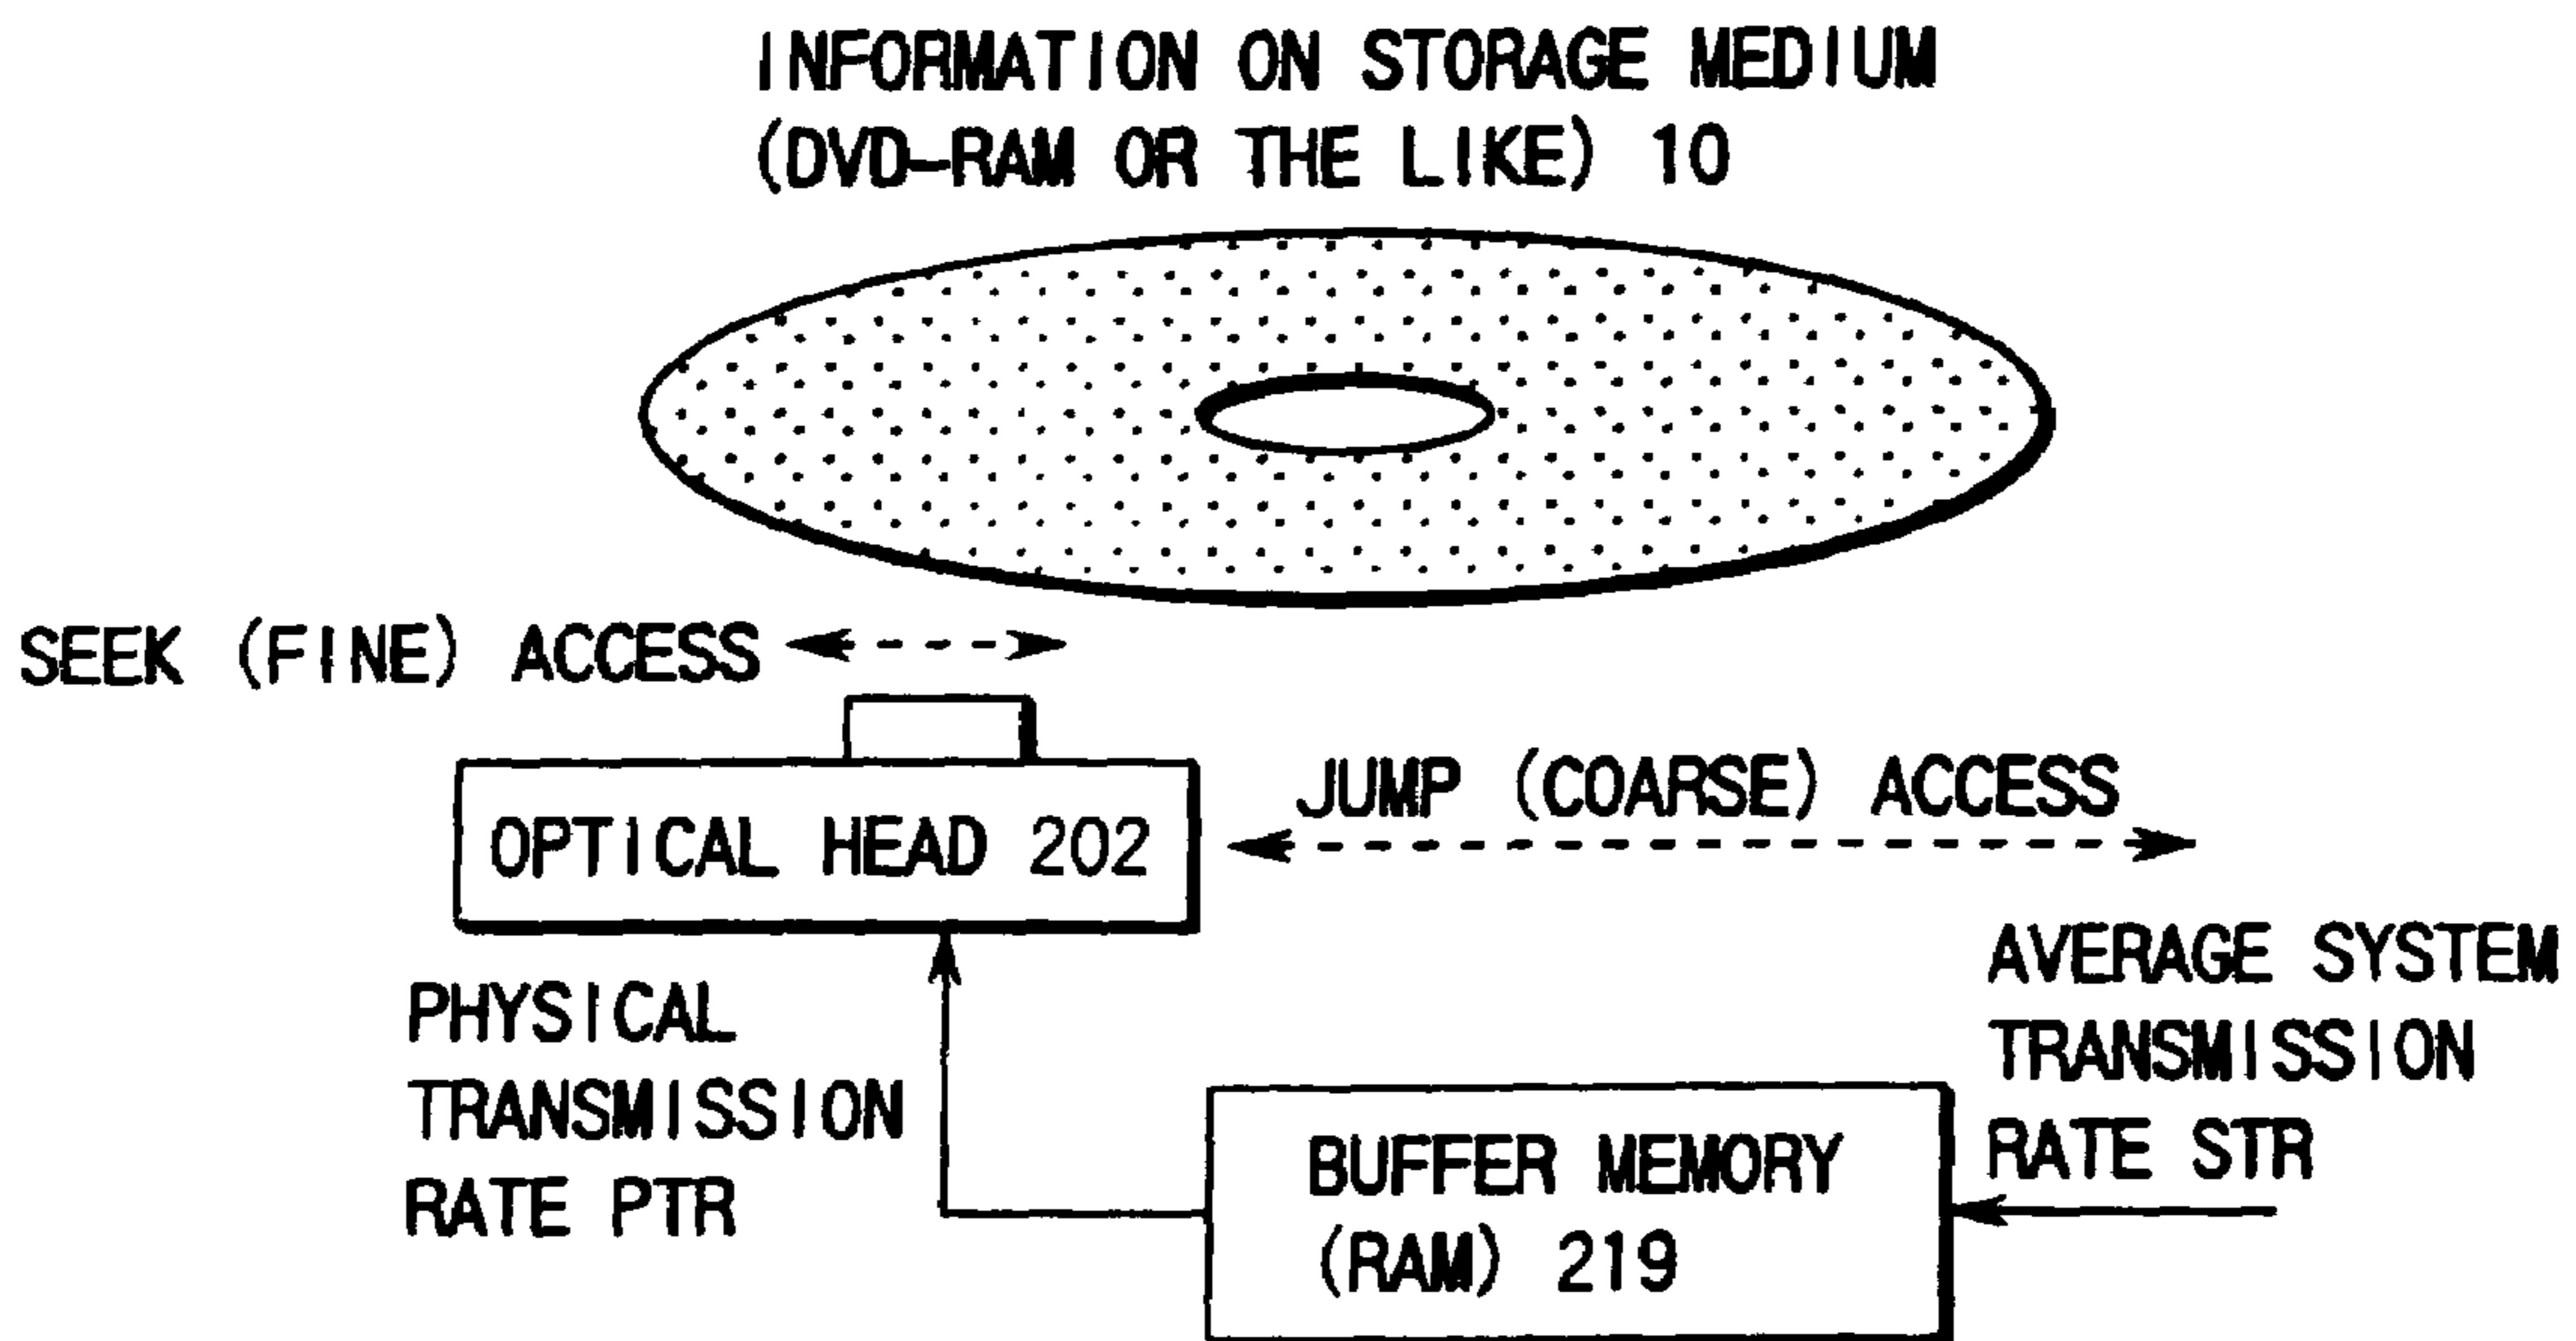 INFORMATION ON STORAGE MEDIUM
(DVD-RAM OR THE LIKE) 10
SEEK (FINE) ACCESS
JUMP (COARSE) ACCESS
OPTICAL HEAD 202
PHYSICAL
TRANSMISSION
RATE PTR
AVERAGE SYSTEM
TRANSMISSION
RATE STR
BUFFER MEMORY
(RAM) 219